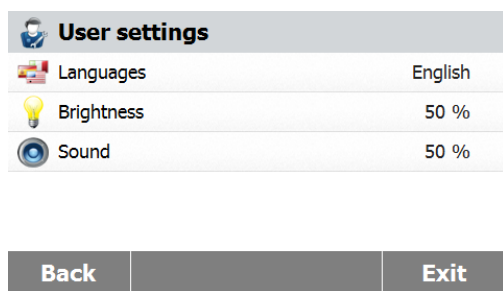 User settings
Languages English
Brightness 50 %
Sound 50 %
Back Exit